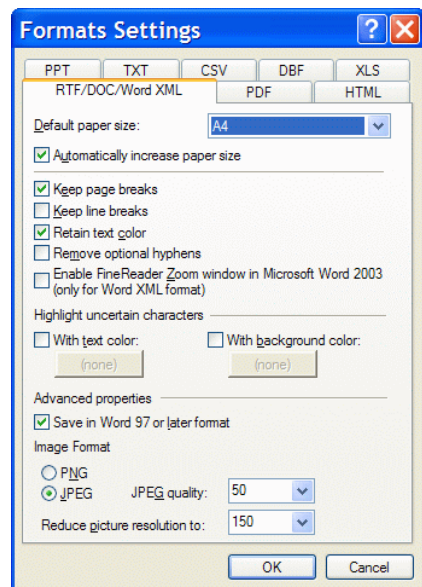 Formats Settings
PPT TXT CSV DBF XLS
RTF/DOC/Word XML PDF HTML
Default paper size: A4
Automatically increase paper size
Keep page breaks
Keep line breaks
Retain text color
Remove optional hyphens
Enable FineReader Zoom window in Microsoft Word 2003
(only for Word XML format)
Highlight uncertain characters
With text color: With background color:
(none) (none)
Advanced properties
Save in Word 97 or later format
Image Format
PNG
JPEG JPEG quality: 50
Reduce picture resolution to: 150
OK Cancel